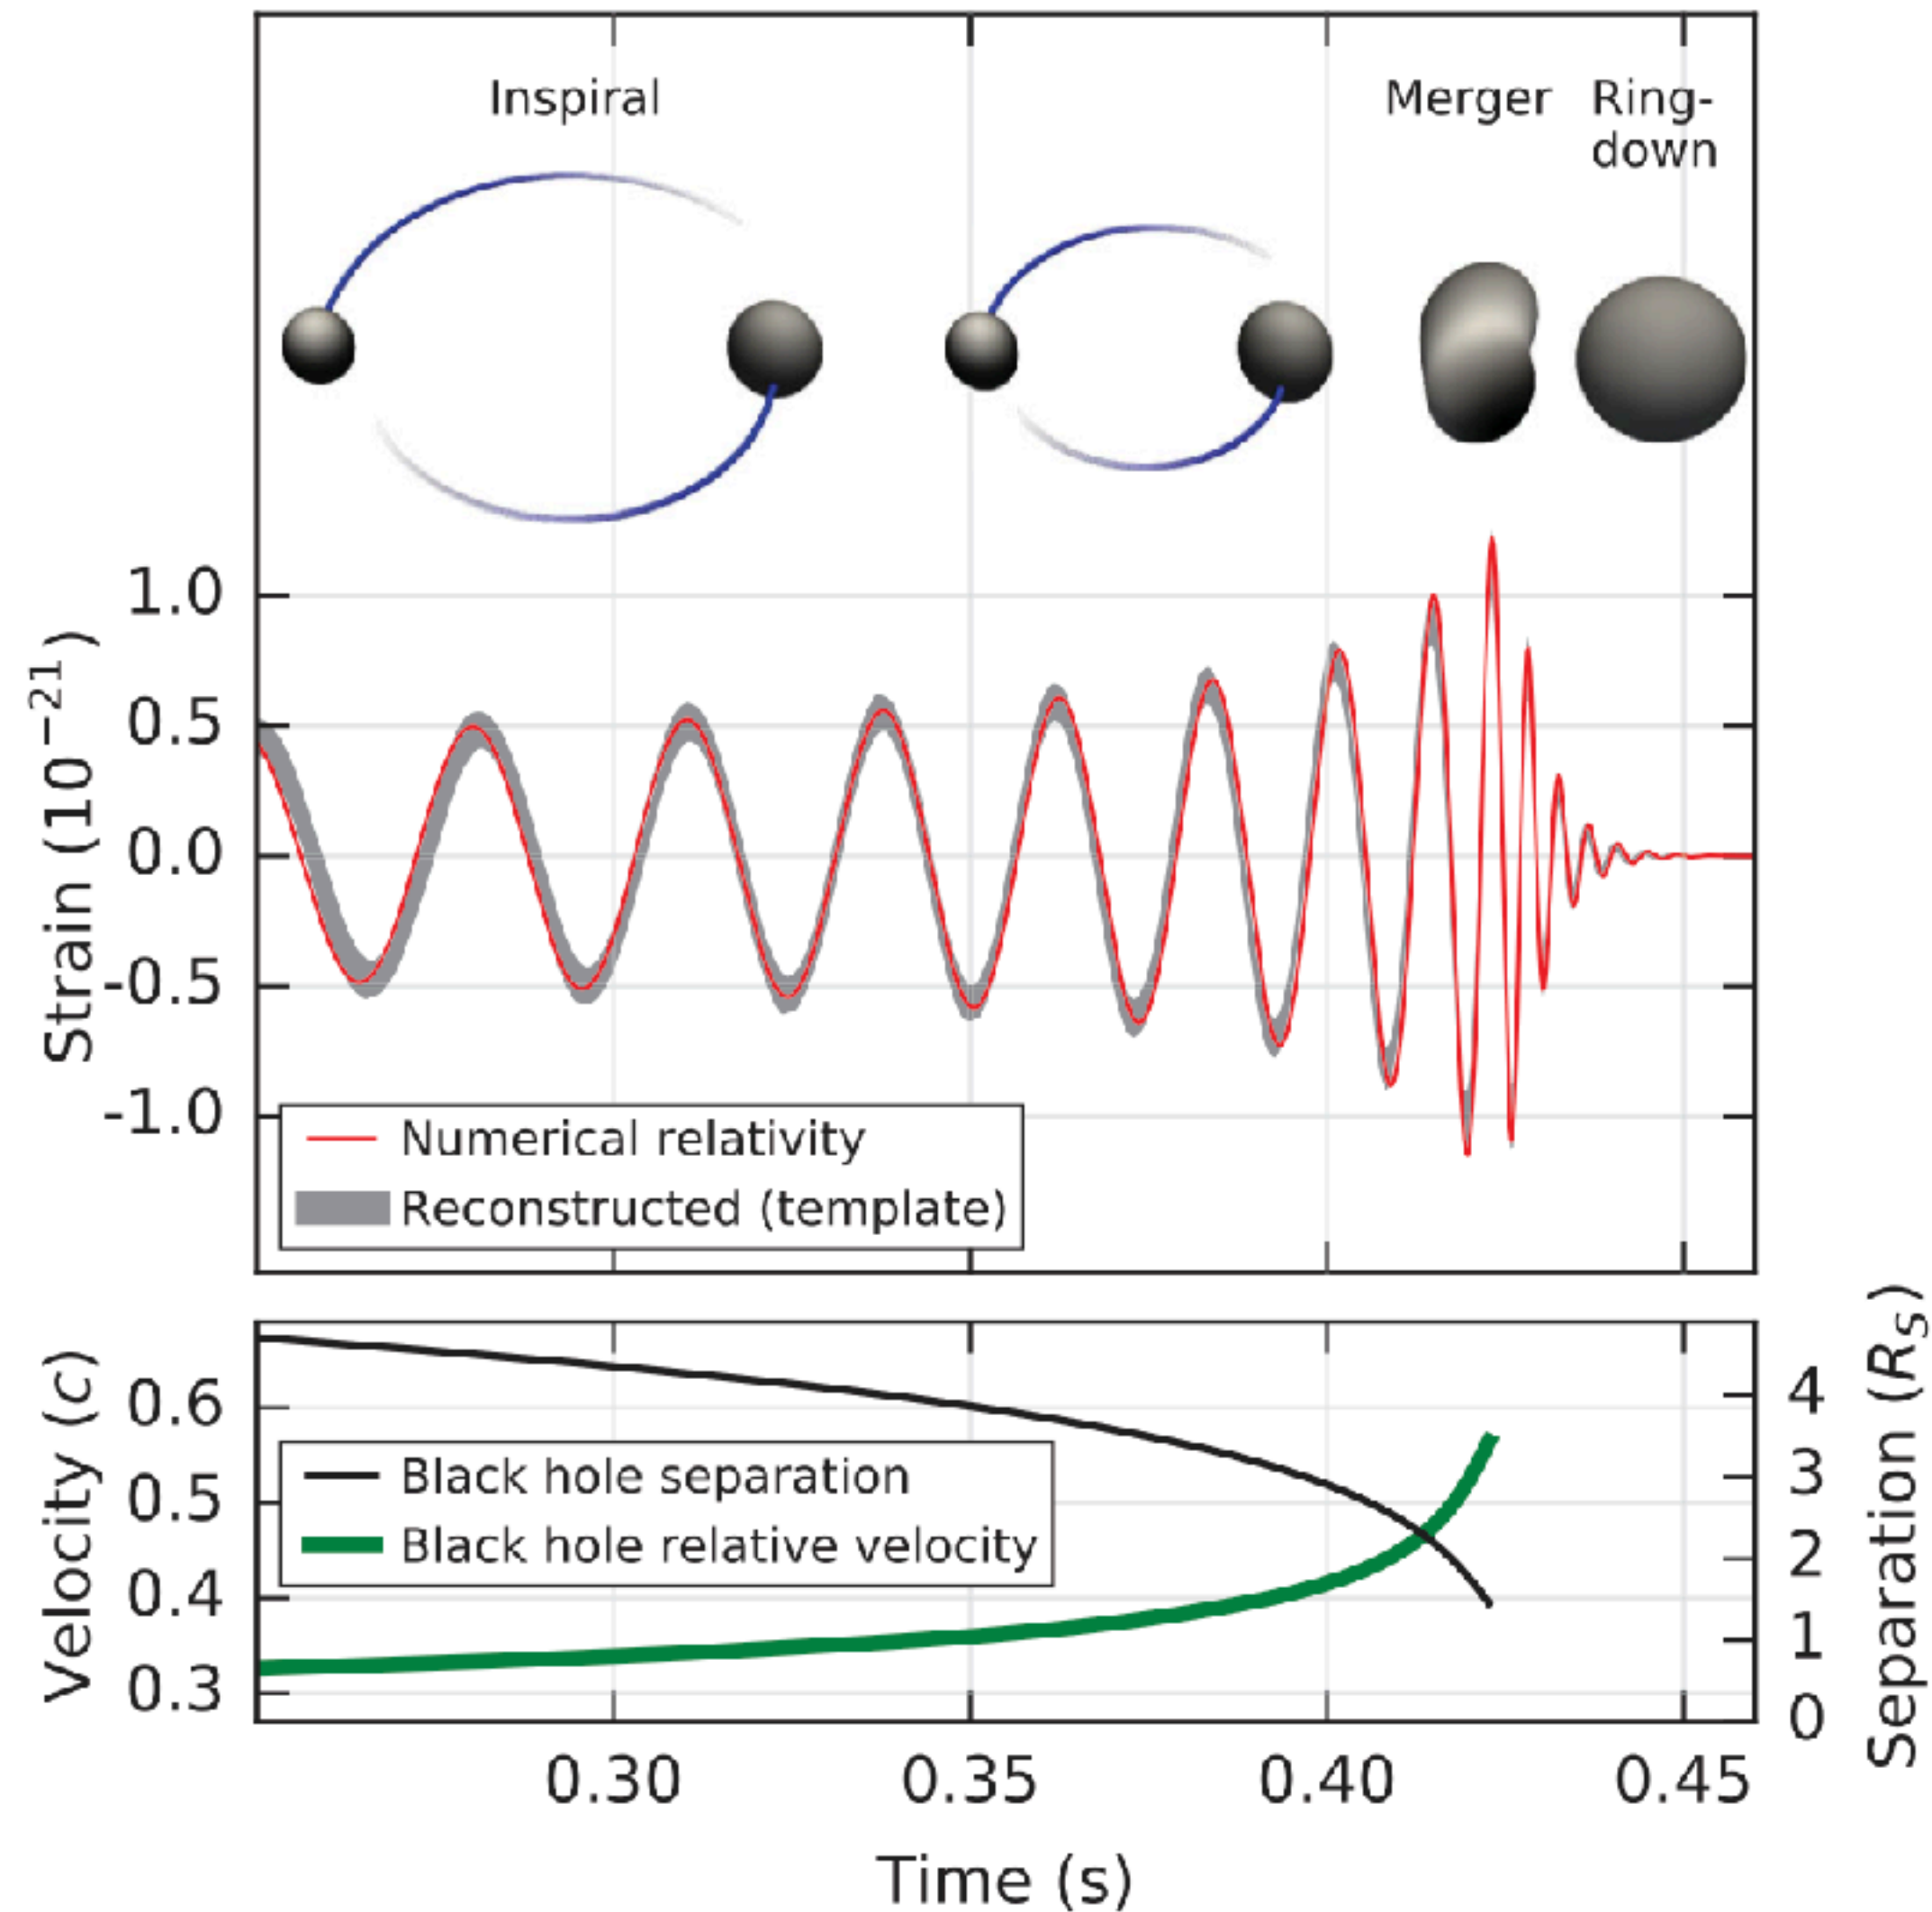 Inspiral
Merger
Ring-
down
1.0
0.5
0.0
-0.5
-1.0
Strain (10⁻²¹)
Numerical relativity
Reconstructed (template)
0.6
0.5
0.4
0.3
Velocity (c)
Black hole separation
Black hole relative velocity
4
3
2
1
0
Separation (R_S)
0.30
0.35
0.40
0.45
Time (s)